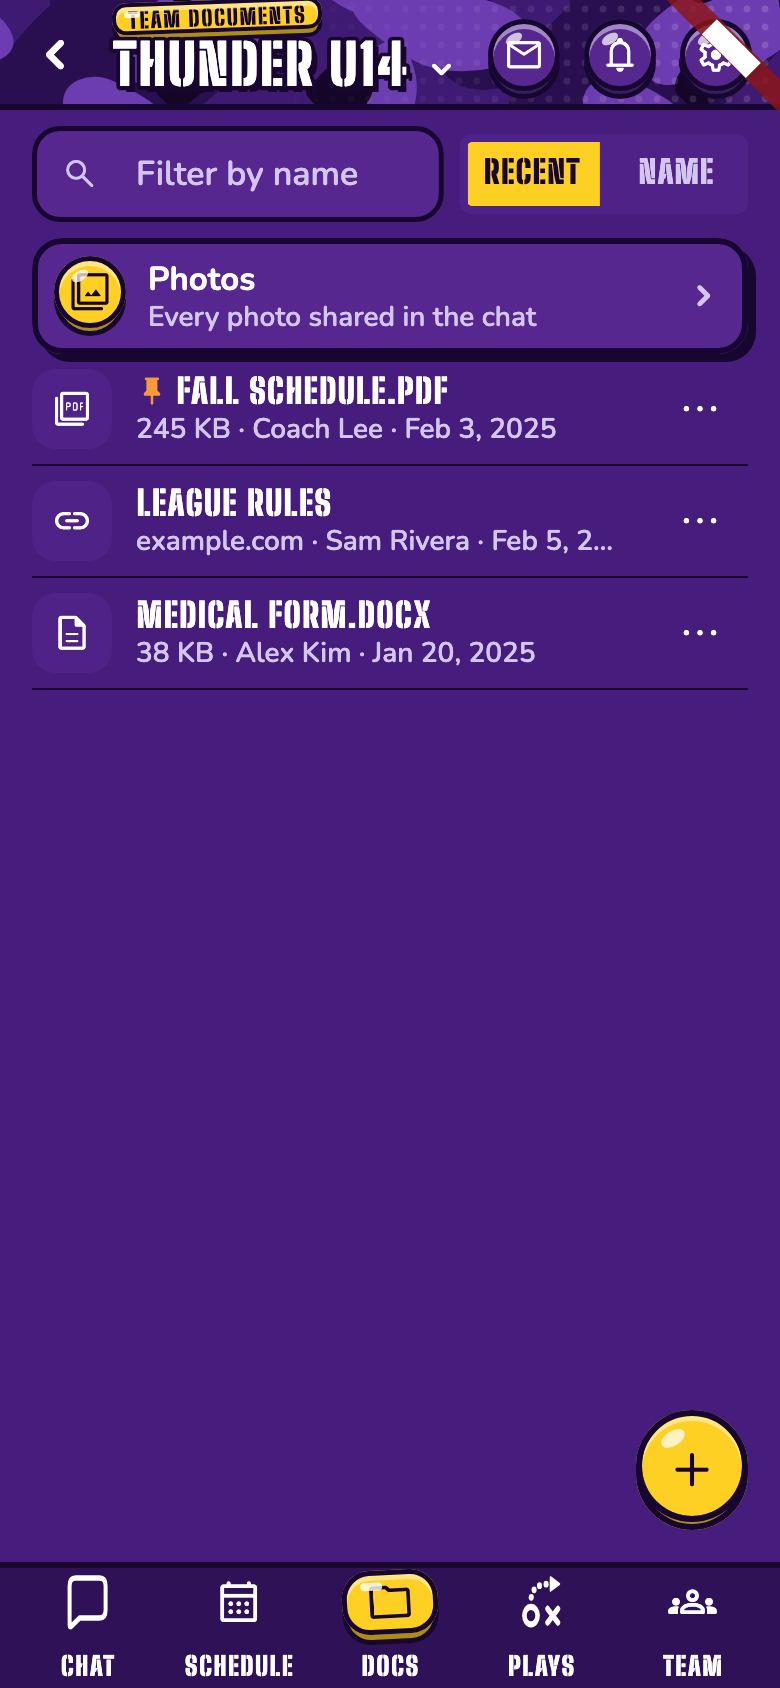 TEAM DOCUMENTS
THUNDER U14
Filter by name
RECENT
NAME
Photos
Every photo shared in the chat
PDF
FALL SCHEDULE.PDF
245 KB · Coach Lee · Feb 3, 2025
LEAGUE RULES
example.com · Sam Rivera · Feb 5, 2...
MEDICAL FORM.DOCX
38 KB · Alex Kim · Jan 20, 2025
CHAT
SCHEDULE
DOCS
PLAYS
TEAM